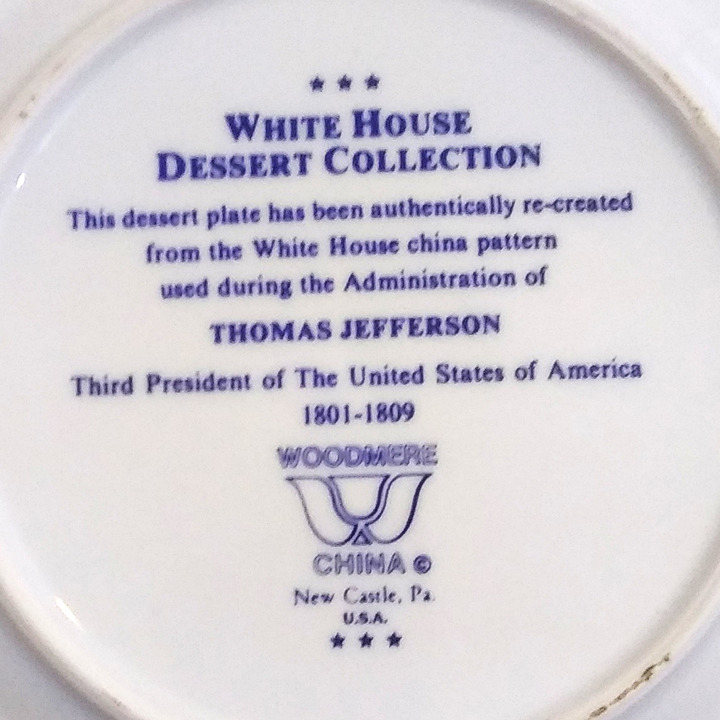 ★ ★ ★
WHITE HOUSE
DESSERT COLLECTION
This dessert plate has been authentically re-created
from the White House china pattern
used during the Administration of
THOMAS JEFFERSON
Third President of The United States of America
1801-1809
WOODMERE
CHINA ©
New Castle, Pa.
U.S.A.
★ ★ ★